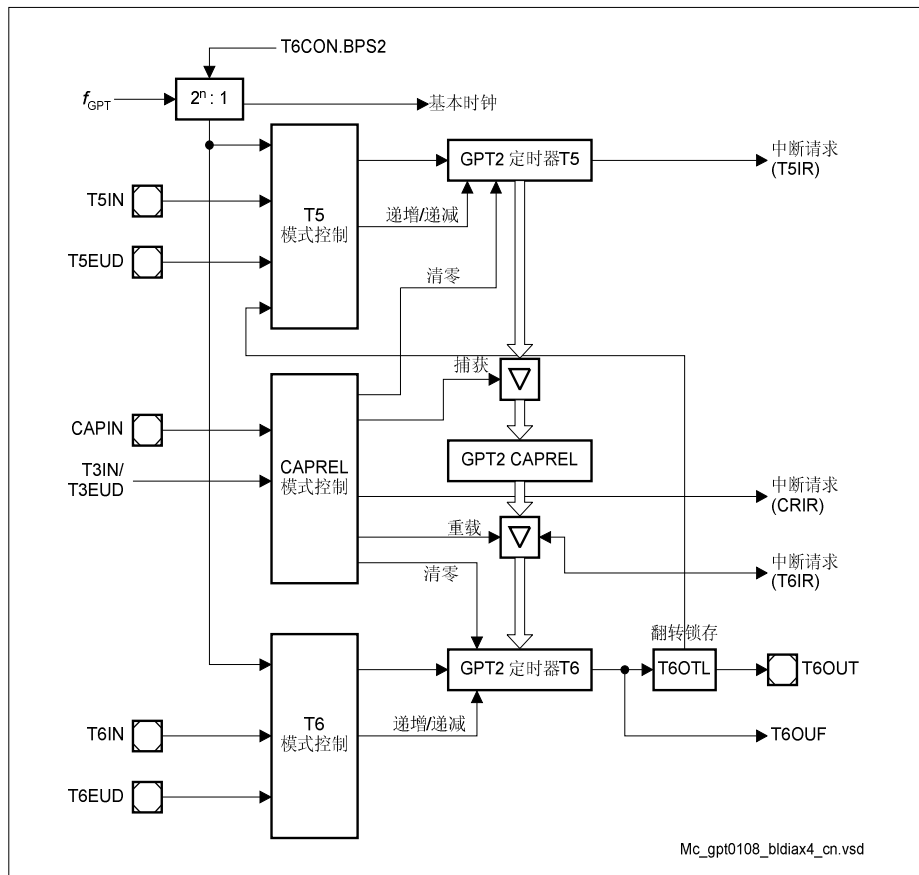 T6CON.BPS2
fGPT
2ⁿ : 1
基本时钟
T5IN
T5EUD
T5
模式控制
递增/递减
GPT2 定时器T5
中断请求
(T5IR)
清零
捕获
CAPIN
T3IN/
T3EUD
CAPREL
模式控制
GPT2 CAPREL
中断请求
(CRIR)
重载
清零
中断请求
(T6IR)
T6
模式控制
T6IN
T6EUD
递增/递减
GPT2 定时器T6
翻转锁存
T6OTL
T6OUT
T6OUF
Mc_gpt0108_bldiax4_cn.vsd